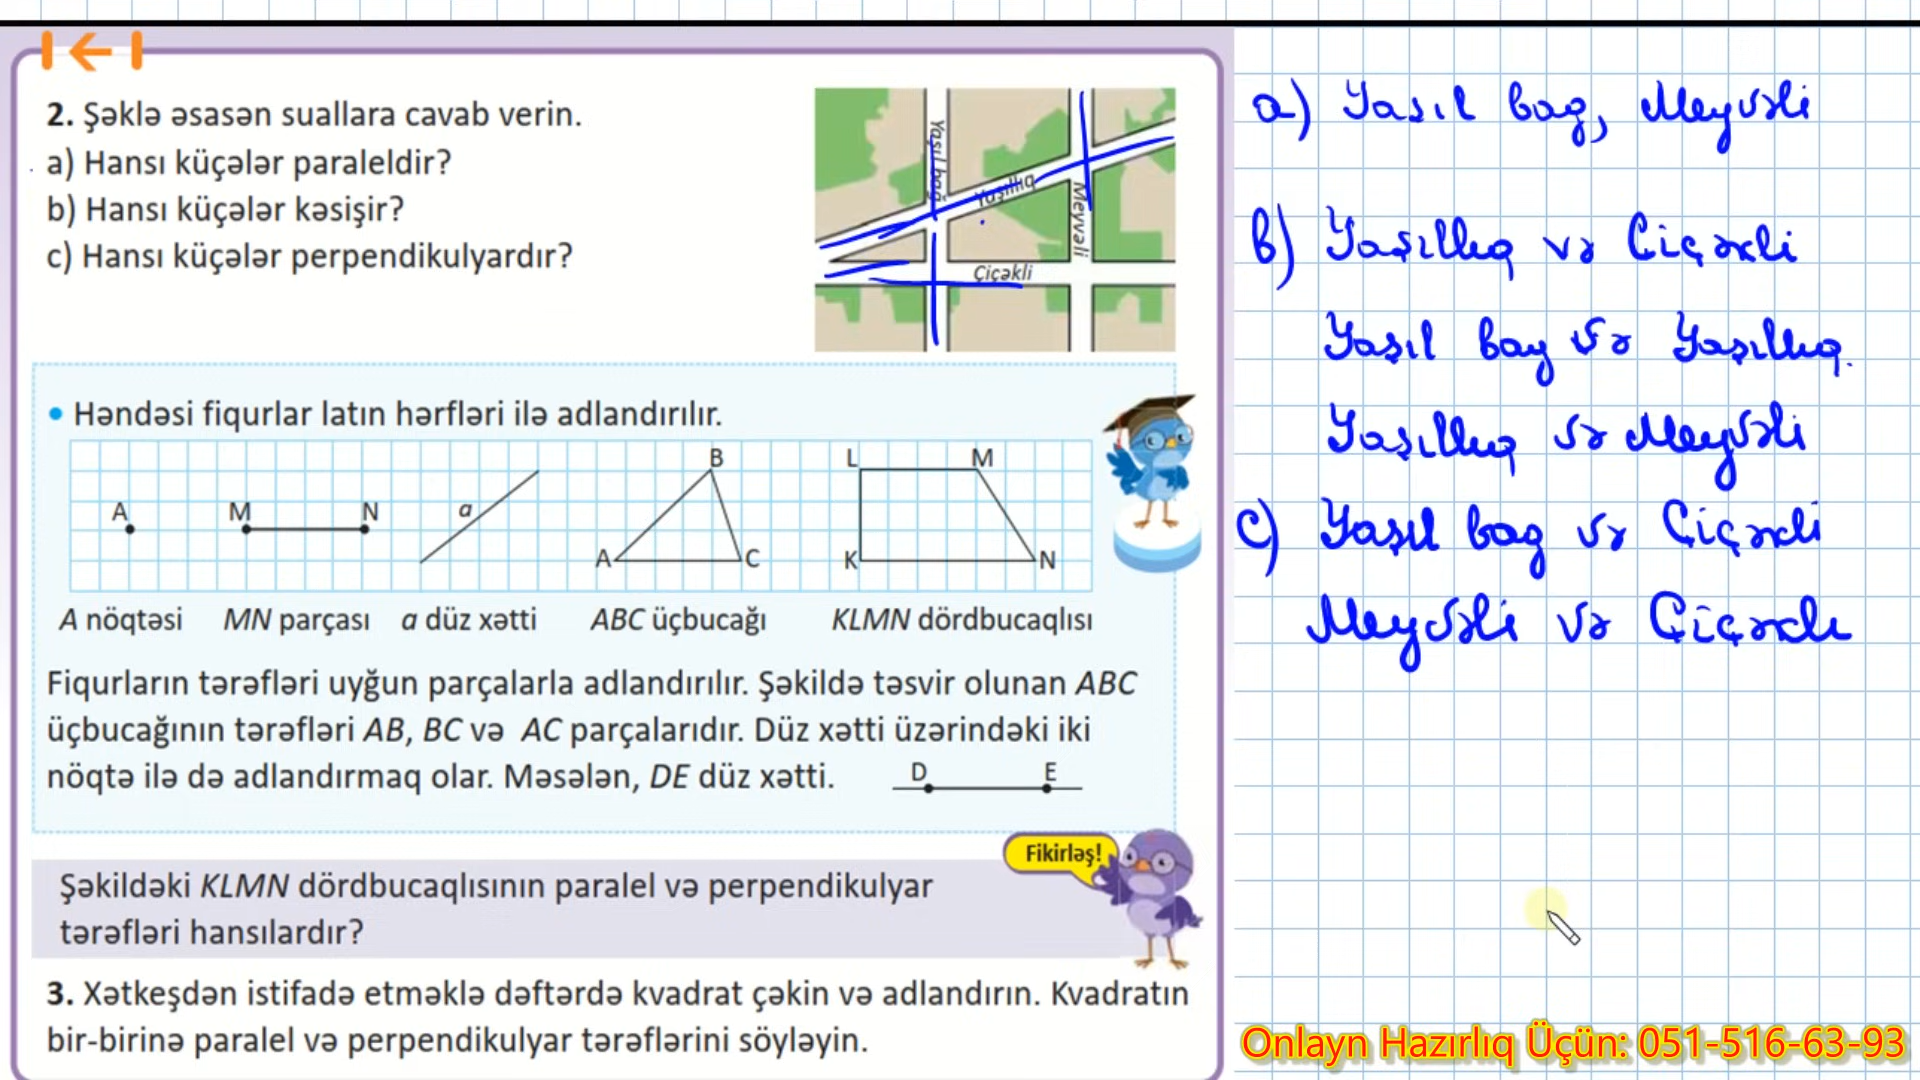 2. Şəklə əsasən suallara cavab verin.
a) Hansı küçələr paraleldir?
b) Hansı küçələr kəsişir?
c) Hansı küçələr perpendikulyardır?
Yaşıl bağ
Yaşıllıq
Meyvəli
Çiçəkli
• Həndəsi fiqurlar latın hərfləri ilə adlandırılır.
A
M N
a
B
A C
L M
K N
A nöqtəsi MN parçası a düz xətti ABC üçbucağı KLMN dördbucaqlısı
Fiqurların tərəfləri uyğun parçalarla adlandırılır. Şəkildə təsvir olunan ABC
üçbucağının tərəfləri AB, BC və AC parçalarıdır. Düz xətti üzərindəki iki
nöqtə ilə də adlandırmaq olar. Məsələn, DE düz xətti.
D E
Fikirləş!
Şəkildəki KLMN dördbucaqlısının paralel və perpendikulyar
tərəfləri hansılardır?
3. Xətkeşdən istifadə etməklə dəftərdə kvadrat çəkin və adlandırın. Kvadratın
bir-birinə paralel və perpendikulyar tərəflərini söyləyin.
a) Yaşıl bag, Meyvəli
b) Yaşıllıq və Çiçəkli
Yaşıl bag və Yaşıllıq.
Yaşıllıq və Meyvəli
c) Yaşıl bag və Çiçəkli
Meyvəli və Çiçəkli
Onlayn Hazırlıq Üçün: 051-516-63-93